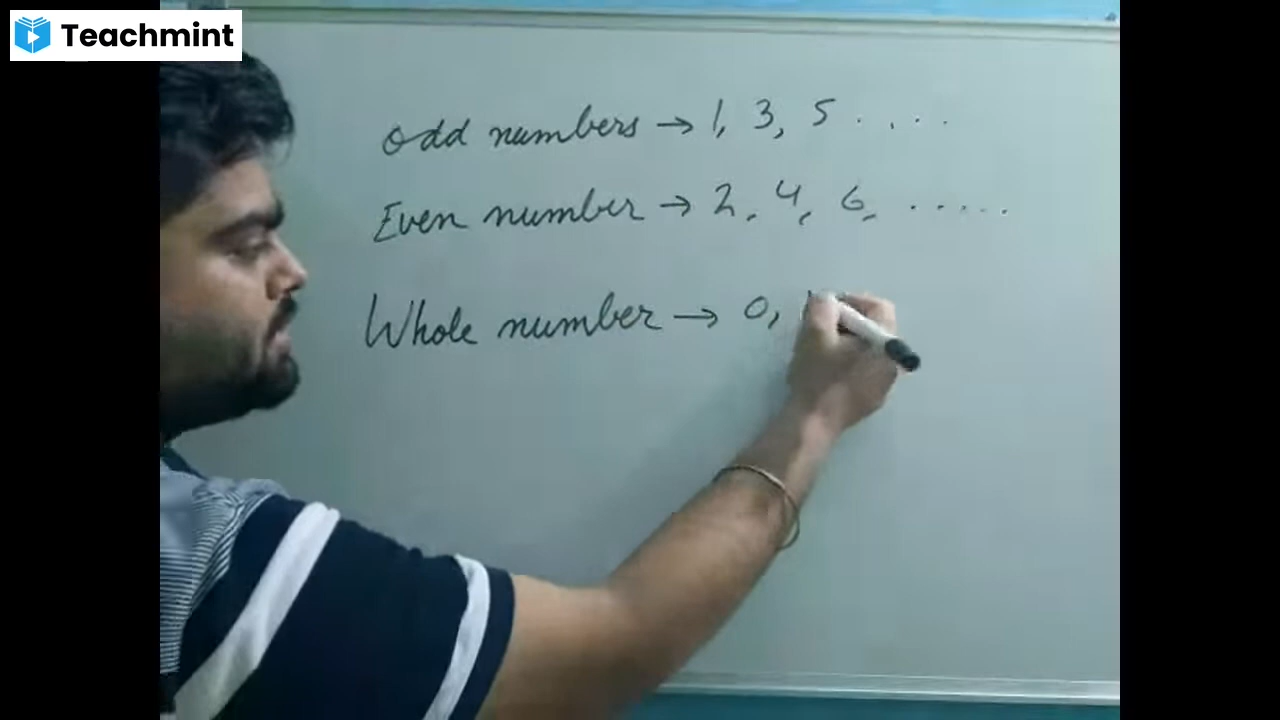 Teachmint
odd numbers → 1, 3, 5 . . . .
Even number → 2, 4, 6, . . . . .
Whole number → 0,